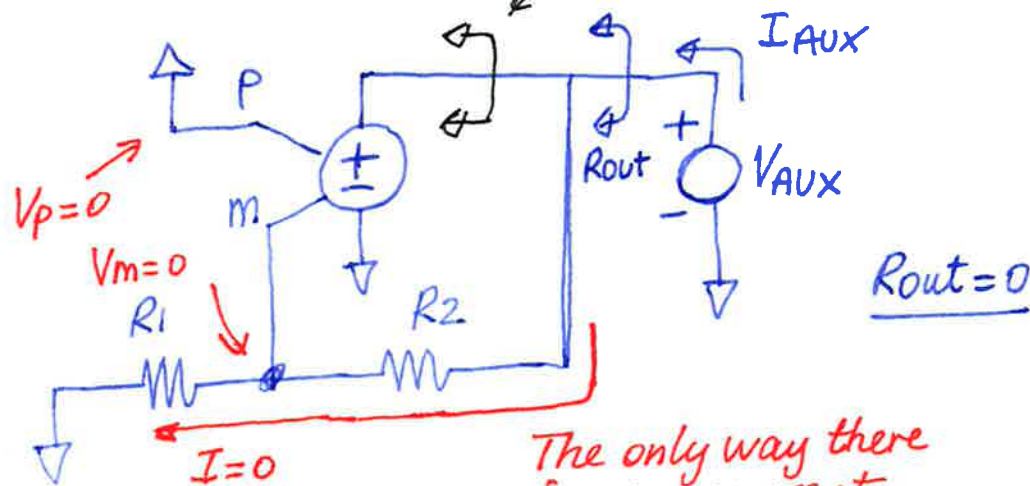 IAUX
P
+
-
Rout
+
-
VAUX
Vp=0
m
Vm=0
R1
R2
Rout=0
I=0
The only way there